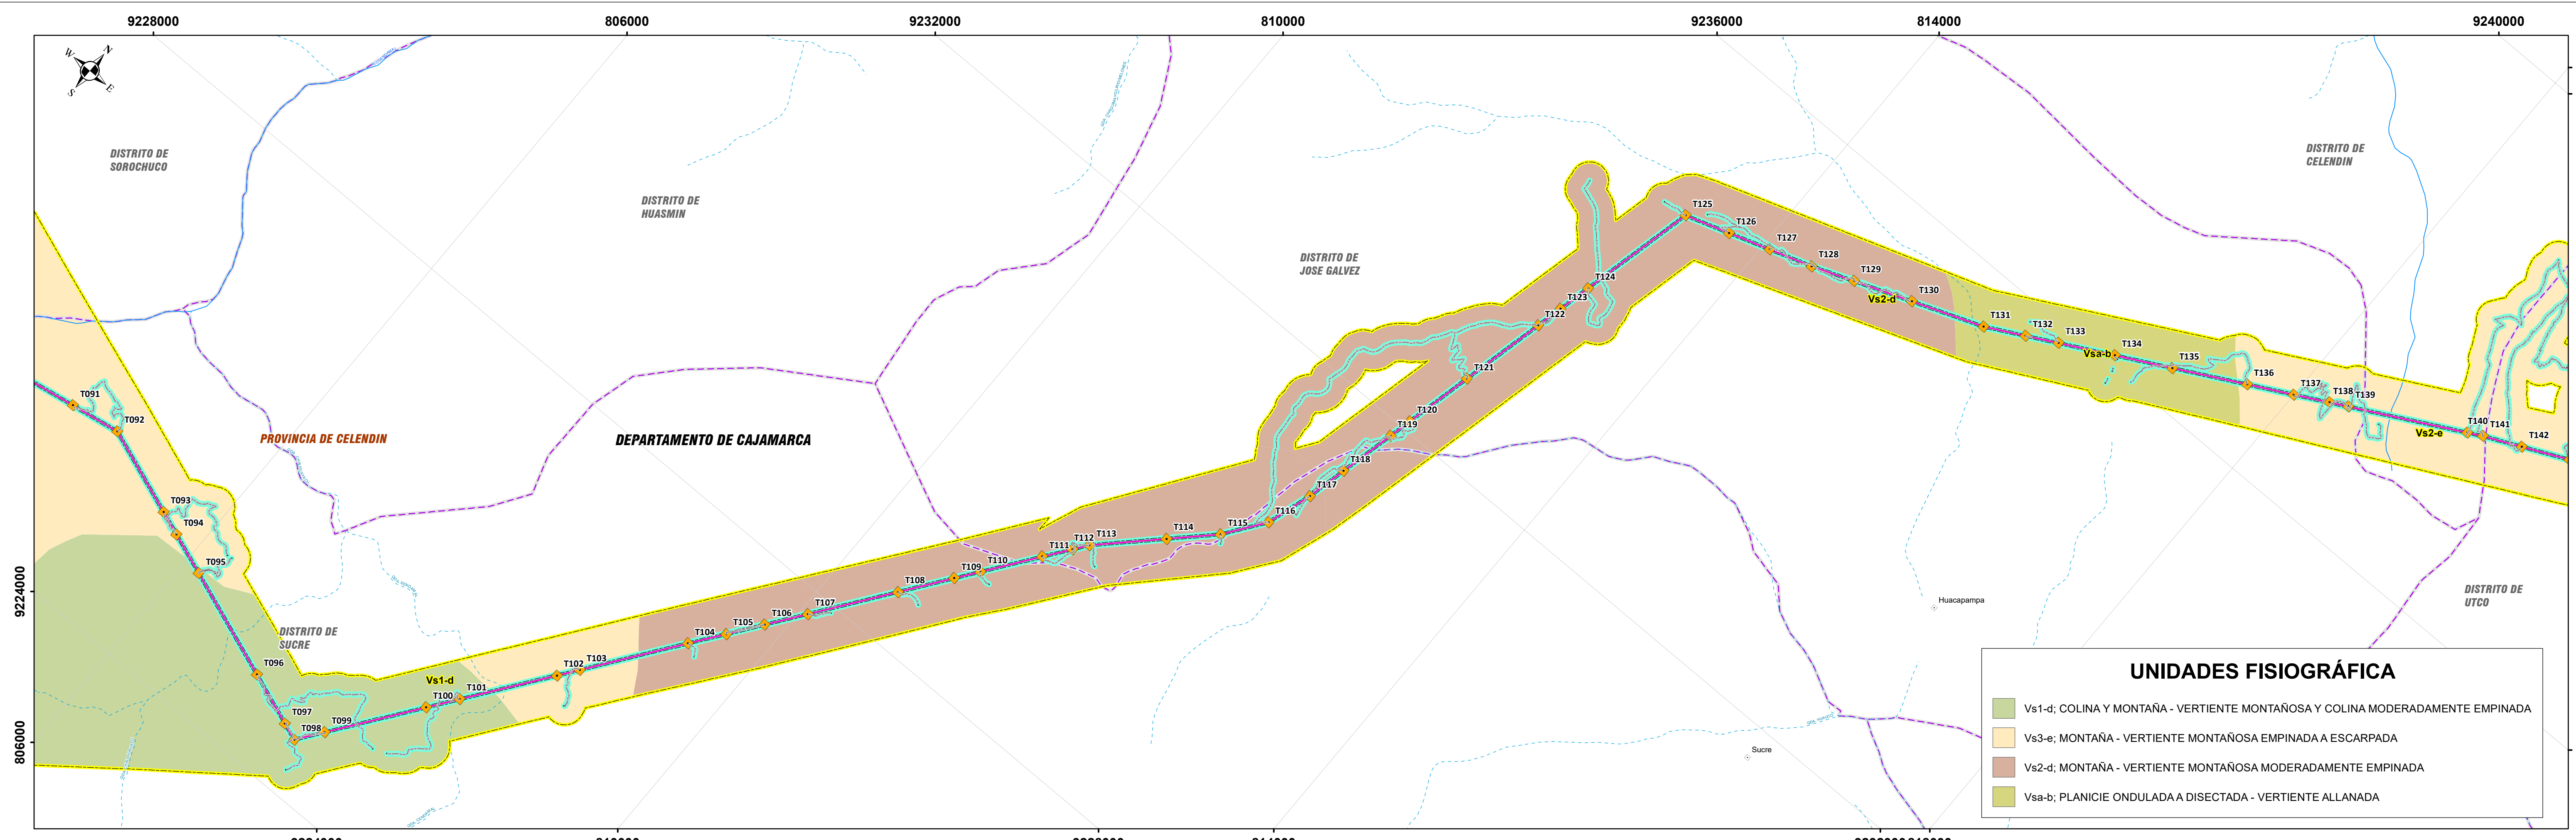 9228000
806000
9232000
810000
9236000
814000
9240000
W
N
S
E
DISTRITO DE
SOROCHUCO
DISTRITO DE
HUASMIN
DISTRITO DE
JOSE GALVEZ
DISTRITO DE
CELENDIN
PROVINCIA DE CELENDIN
DEPARTAMENTO DE CAJAMARCA
DISTRITO DE
SUCRE
DISTRITO DE
UTCO
T091
T092
T093
T094
T095
T096
T097
T098
T099
T100
T101
T102
T103
T104
T105
T106
T107
T108
T109
T110
T111
T112
T113
T114
T115
T116
T117
T118
T119
T120
T121
T122
T123
T124
T125
T126
T127
T128
T129
T130
T131
T132
T133
T134
T135
T136
T137
T138
T139
T140
T141
T142
Vs1-d
Vs2-d
Vsa-b
Vs2-e
Huacapampa
Sucre
9224000
806000
UNIDADES FISIOGRÁFICA
Vs1-d; COLINA Y MONTAÑA - VERTIENTE MONTAÑOSA Y COLINA MODERADAMENTE EMPINADA
Vs3-e; MONTAÑA - VERTIENTE MONTAÑOSA EMPINADA A ESCARPADA
Vs2-d; MONTAÑA - VERTIENTE MONTAÑOSA MODERADAMENTE EMPINADA
Vsa-b; PLANICIE ONDULADA A DISECTADA - VERTIENTE ALLANADA